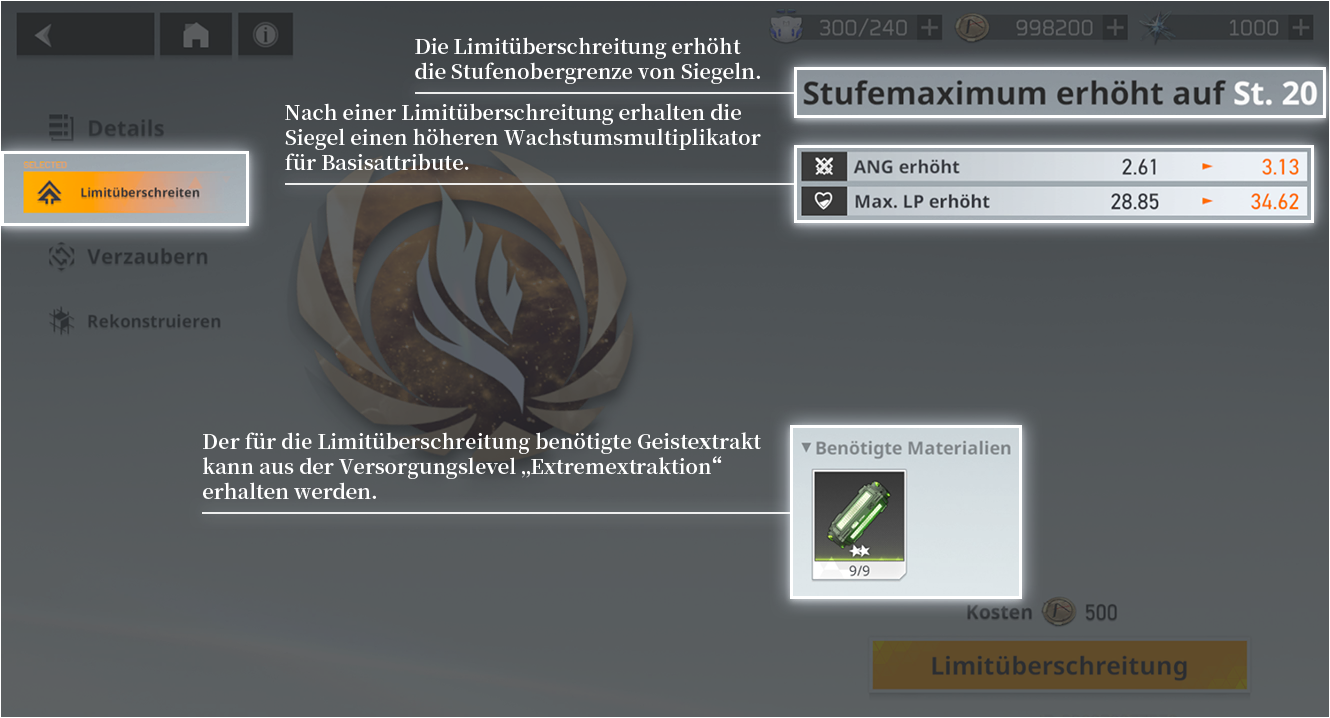 300/240
998200
1000
Die Limitüberschreitung erhöht
die Stufenobergrenze von Siegeln.
Stufemaximum erhöht auf St. 20
Nach einer Limitüberschreitung erhalten die
Siegel einen höheren Wachstumsmultiplikator
für Basisattribute.
Details
SELECTED
Limitüberschreiten
Verzaubern
Rekonstruieren
ANG erhöht 2.61 3.13
Max. LP erhöht 28.85 34.62
Der für die Limitüberschreitung benötigte Geistextrakt
kann aus der Versorgungslevel „Extremextraktion“
erhalten werden.
Benötigte Materialien
9/9
Kosten 500
Limitüberschreitung